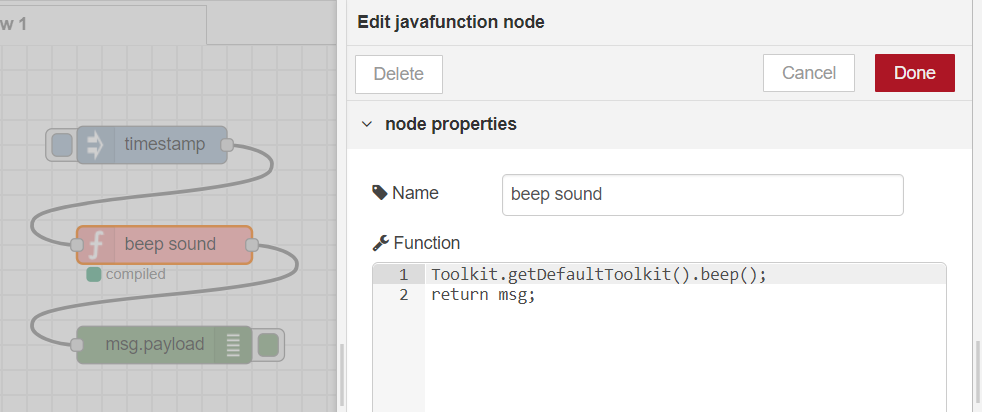 w 1
timestamp
beep sound
compiled
msg.payload
Edit javafunction node
Delete
Cancel
Done
node properties
Name
beep sound
Function
1 Toolkit.getDefaultToolkit().beep();
2 return msg;